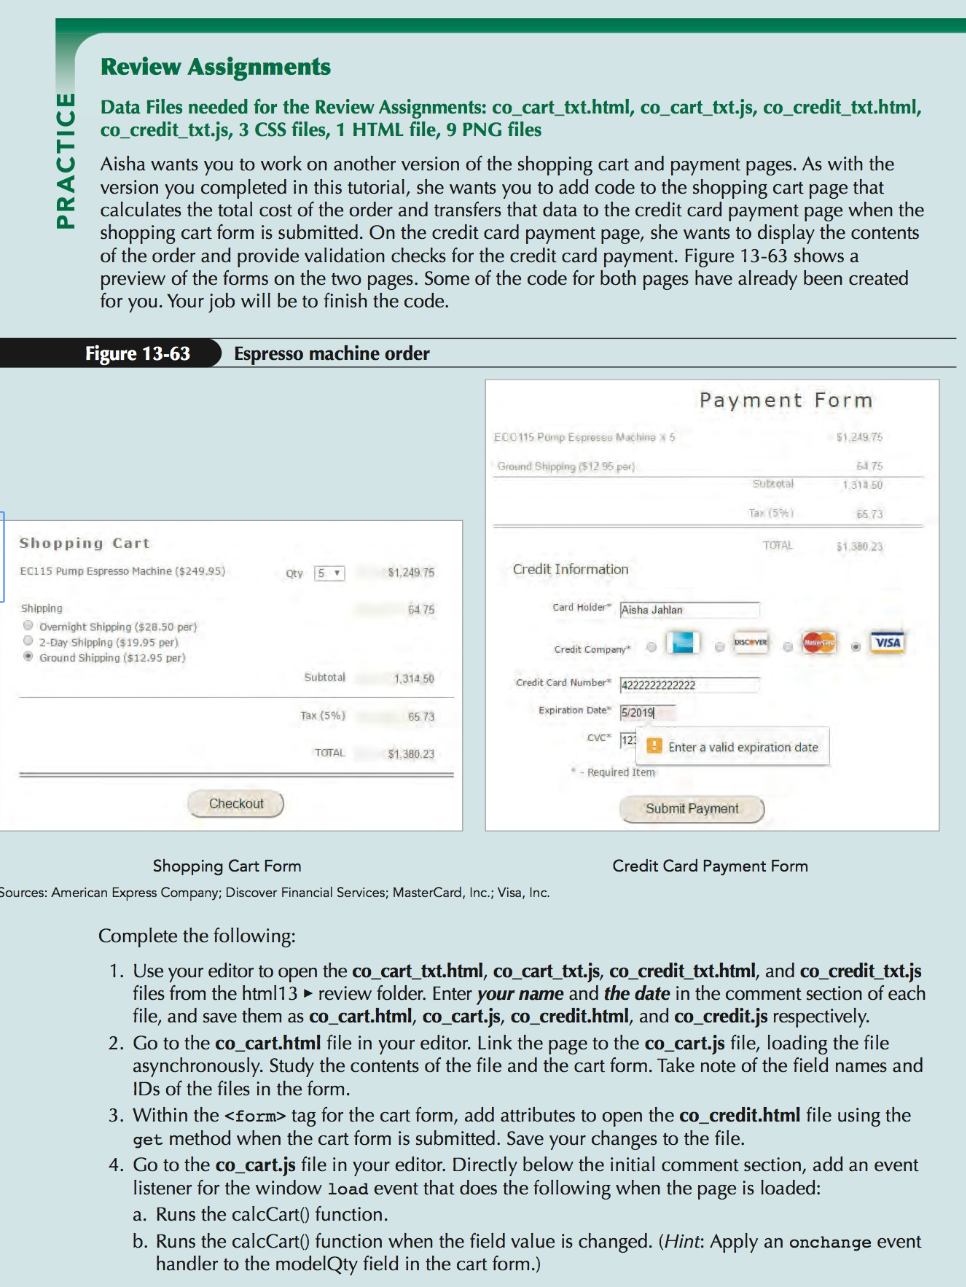 PRACTICE
Review Assignments
Data Files needed for the Review Assignments: co_cart_txt.html, co_cart_txt.js, co_credit_txt.html,
co_credit_txt.js, 3 CSS files, 1 HTML file, 9 PNG files
Aisha wants you to work on another version of the shopping cart and payment pages. As with the
version you completed in this tutorial, she wants you to add code to the shopping cart page that
calculates the total cost of the order and transfers that data to the credit card payment page when the
shopping cart form is submitted. On the credit card payment page, she wants to display the contents
of the order and provide validation checks for the credit card payment. Figure 13-63 shows a
preview of the forms on the two pages. Some of the code for both pages have already been created
for you. Your job will be to finish the code.
Figure 13-63 Espresso machine order
Shopping Cart
EC115 Pump Espresso Machine ($249.95) Qty 5 $1,249.75
Shipping 64.75
Overnight Shipping ($28.50 per)
2-Day Shipping ($19.95 per)
Ground Shipping ($12.95 per)
Subtotal 1,314.50
Tax (5%) 65.73
TOTAL $1,380.23
Checkout
Payment Form
Pump Espresso Machine x 5 $1,249.75
Ground Shipping ($12.95 per) 64.75
Subtotal 1,314.50
Tax (5%) 65.73
TOTAL $1,380.23
Credit Information
Card Holder* Aisha Jahlan
Credit Company* DISCOVER MasterCard VISA
Credit Card Number* 4222222222222
Expiration Date* 5/2019
CVC* 123
Enter a valid expiration date
* - Required Item
Submit Payment
Shopping Cart Form
Credit Card Payment Form
Sources: American Express Company; Discover Financial Services; MasterCard, Inc.; Visa, Inc.
Complete the following:
1. Use your editor to open the co_cart_txt.html, co_cart_txt.js, co_credit_txt.html, and co_credit_txt.js
files from the html13 ▸ review folder. Enter your name and the date in the comment section of each
file, and save them as co_cart.html, co_cart.js, co_credit.html, and co_credit.js respectively.
2. Go to the co_cart.html file in your editor. Link the page to the co_cart.js file, loading the file
asynchronously. Study the contents of the file and the cart form. Take note of the field names and
IDs of the files in the form.
3. Within the <form> tag for the cart form, add attributes to open the co_credit.html file using the
get method when the cart form is submitted. Save your changes to the file.
4. Go to the co_cart.js file in your editor. Directly below the initial comment section, add an event
listener for the window load event that does the following when the page is loaded:
a. Runs the calcCart() function.
b. Runs the calcCart() function when the field value is changed. (Hint: Apply an onchange event
handler to the modelQty field in the cart form.)